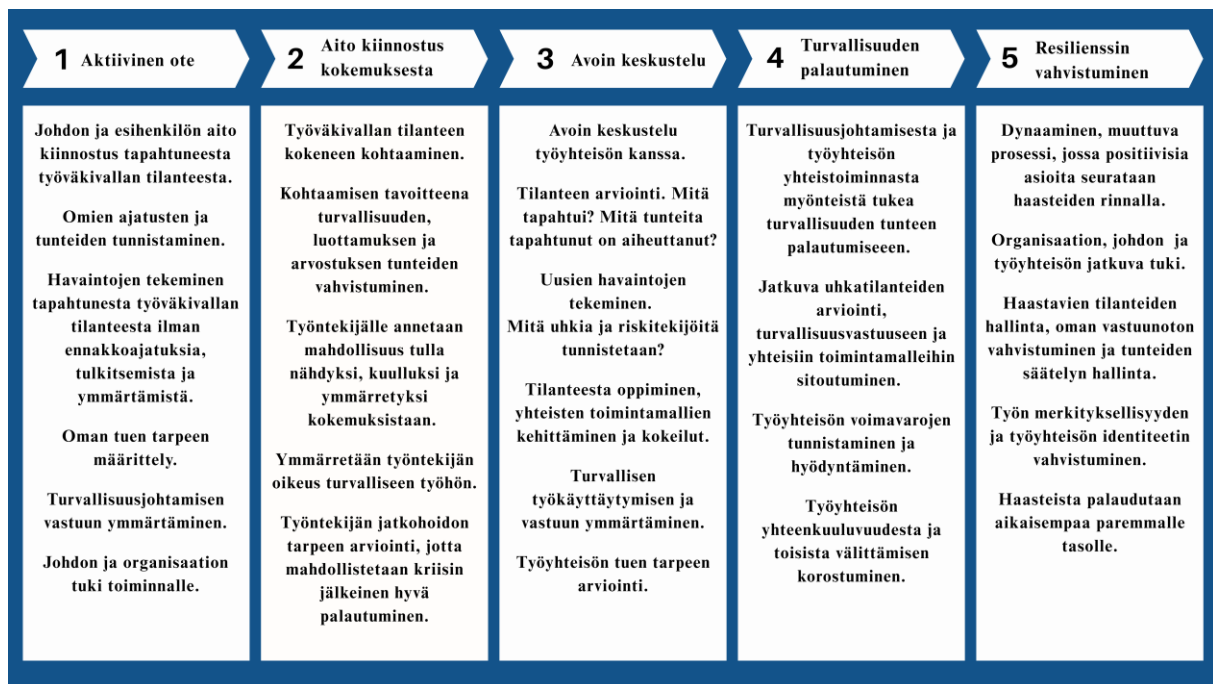 1 Aktiivinen ote
2 Aito kiinnostus
kokemuksesta
3 Avoin keskustelu
4 Turvallisuuden
palautuminen
5 Resilienssin
vahvistuminen
Johdon ja esihenkilön aito
kiinnostus tapahtuneesta
työväkivallan tilanteesta.
Omien ajatusten ja
tunteiden tunnistaminen.
Havaintojen tekeminen
tapahtunesta työväkivallan
tilanteesta ilman
ennakkoajatuksia,
tulkitsemista ja
ymmärtämistä.
Oman tuen tarpeen
määrittely.
Turvallisuusjohtamisen
vastuun ymmärtäminen.
Johdon ja organisaation
tuki toiminnalle.
Työväkivallan tilanteen
kokeneen kohtaaminen.
Kohtaamisen tavoitteena
turvallisuuden,
luottamuksen ja
arvostuksen tunteiden
vahvistuminen.
Työntekijälle annetaan
mahdollisuus tulla
nähdyksi, kuulluksi ja
ymmärretyksi
kokemuksistaan.
Ymmärretään työntekijän
oikeus turvalliseen työhön.
Työntekijän jatkohoidon
tarpeen arviointi, jotta
mahdollistetaan kriisin
jälkeinen hyvä
palautuminen.
Avoin keskustelu
työyhteisön kanssa.
Tilanteen arviointi. Mitä
tapahtui? Mitä tunteita
tapahtunut on aiheuttanut?
Uusien havaintojen
tekeminen.
Mitä uhkia ja riskitekijöitä
tunnistetaan?
Tilanteesta oppiminen,
yhteisten toimintamallien
kehittäminen ja kokeilut.
Turvallisen
työkäyttäytymisen ja
vastuun ymmärtäminen.
Työyhteisön tuen tarpeen
arviointi.
Turvallisuusjohtamisesta ja
työyhteisön
yhteistoiminnasta
myönteistä tukea
turvallisuuden tunteen
palautumiseeen.
Jatkuva uhkatilanteiden
arviointi,
turvallisuusvastuuseen ja
yhteisiin toimintamalleihin
sitoutuminen.
Työyhteisön voimavarojen
tunnistaminen ja
hyödyntäminen.
Työyhteisön
yhteenkuuluvuudesta ja
toisista välittämisen
korostuminen.
Dynaaminen, muuttuva
prosessi, jossa positiivisia
asioita seurataan
haasteiden rinnalla.
Organisaation, johdon ja
työyhteisön jatkuva tuki.
Haastavien tilanteiden
hallinta, oman vastuunoton
vahvistuminen ja tunteiden
säätelyn hallinta.
Työn merkityksellisyyden
ja työyhteisön identiteetin
vahvistuminen.
Haasteista palaudutaan
aikaisempaa paremmalle
tasolle.